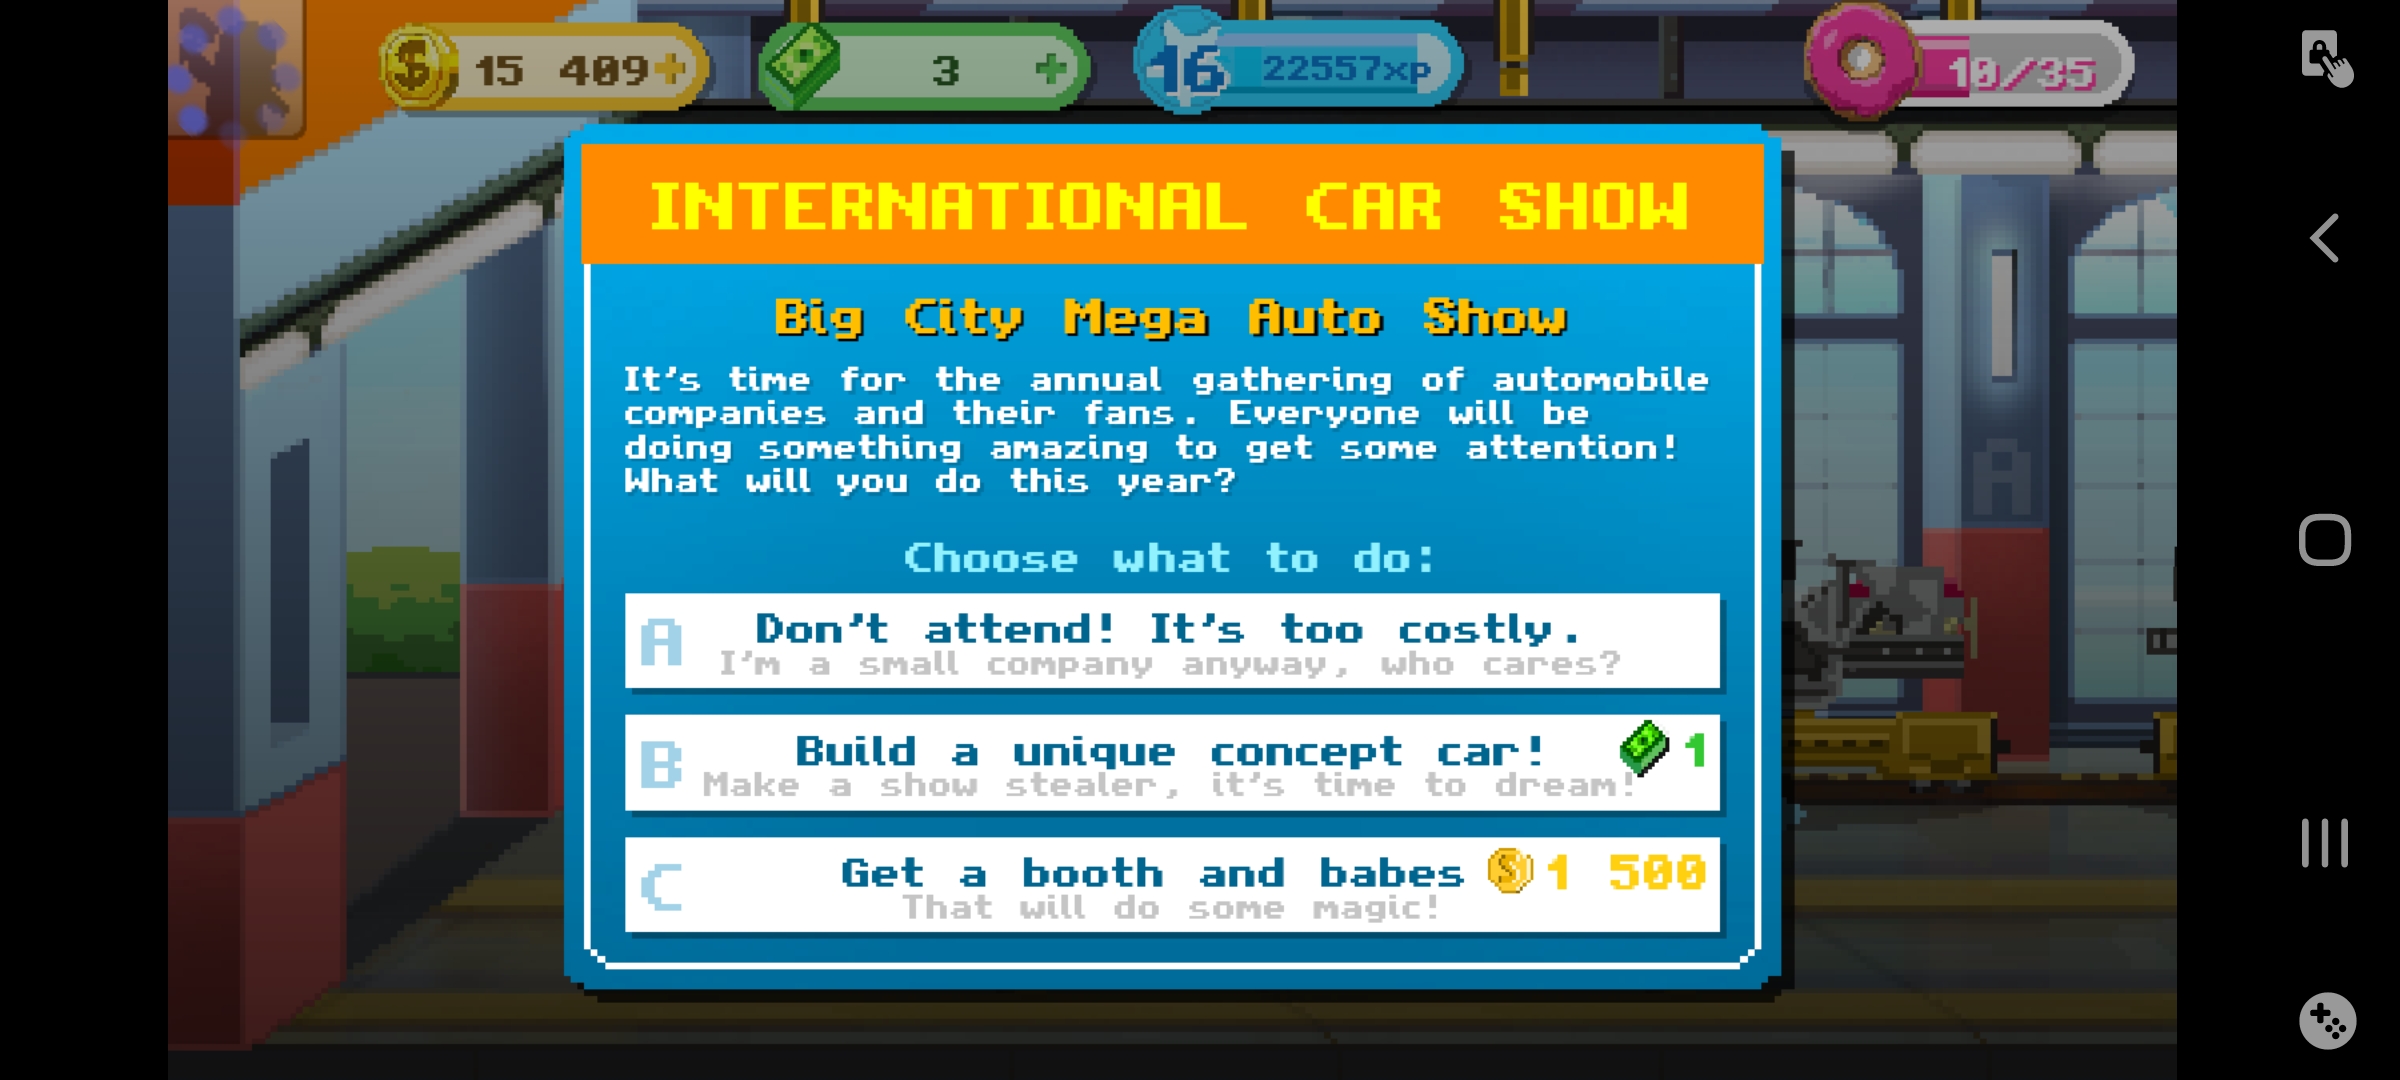 15 409+
3 +
16 22557xp
10/35
INTERNATIONAL CAR SHOW
Big City Mega Auto Show
It's time for the annual gathering of automobile
companies and their fans. Everyone will be
doing something amazing to get some attention!
What will you do this year?
Choose what to do:
A Don't attend! It's too costly.
I'm a small company anyway, who cares?
B Build a unique concept car! 1
Make a show stealer, it's time to dream!
C Get a booth and babes 1 500
That will do some magic!
A